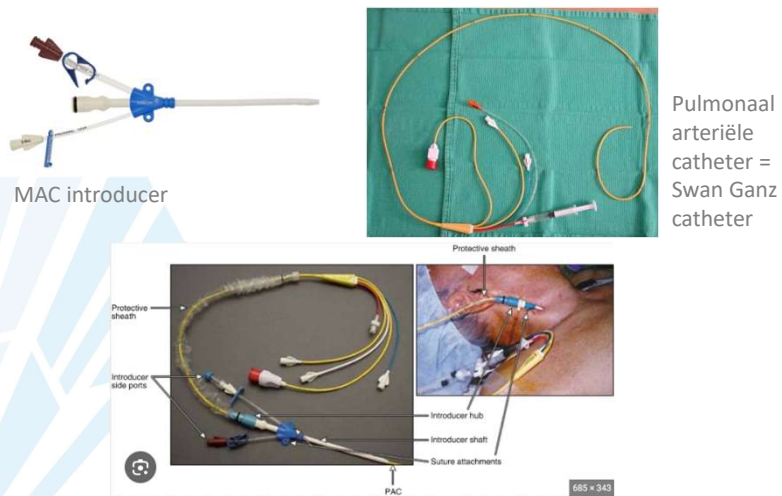 MAC introducer
Pulmonaal
arteriële
catheter =
Swan Ganz
catheter
Protective sheath
Protective
sheath
Introducer
side ports
Introducer hub
Introducer shaft
Suture attachments
PAC
685 × 343